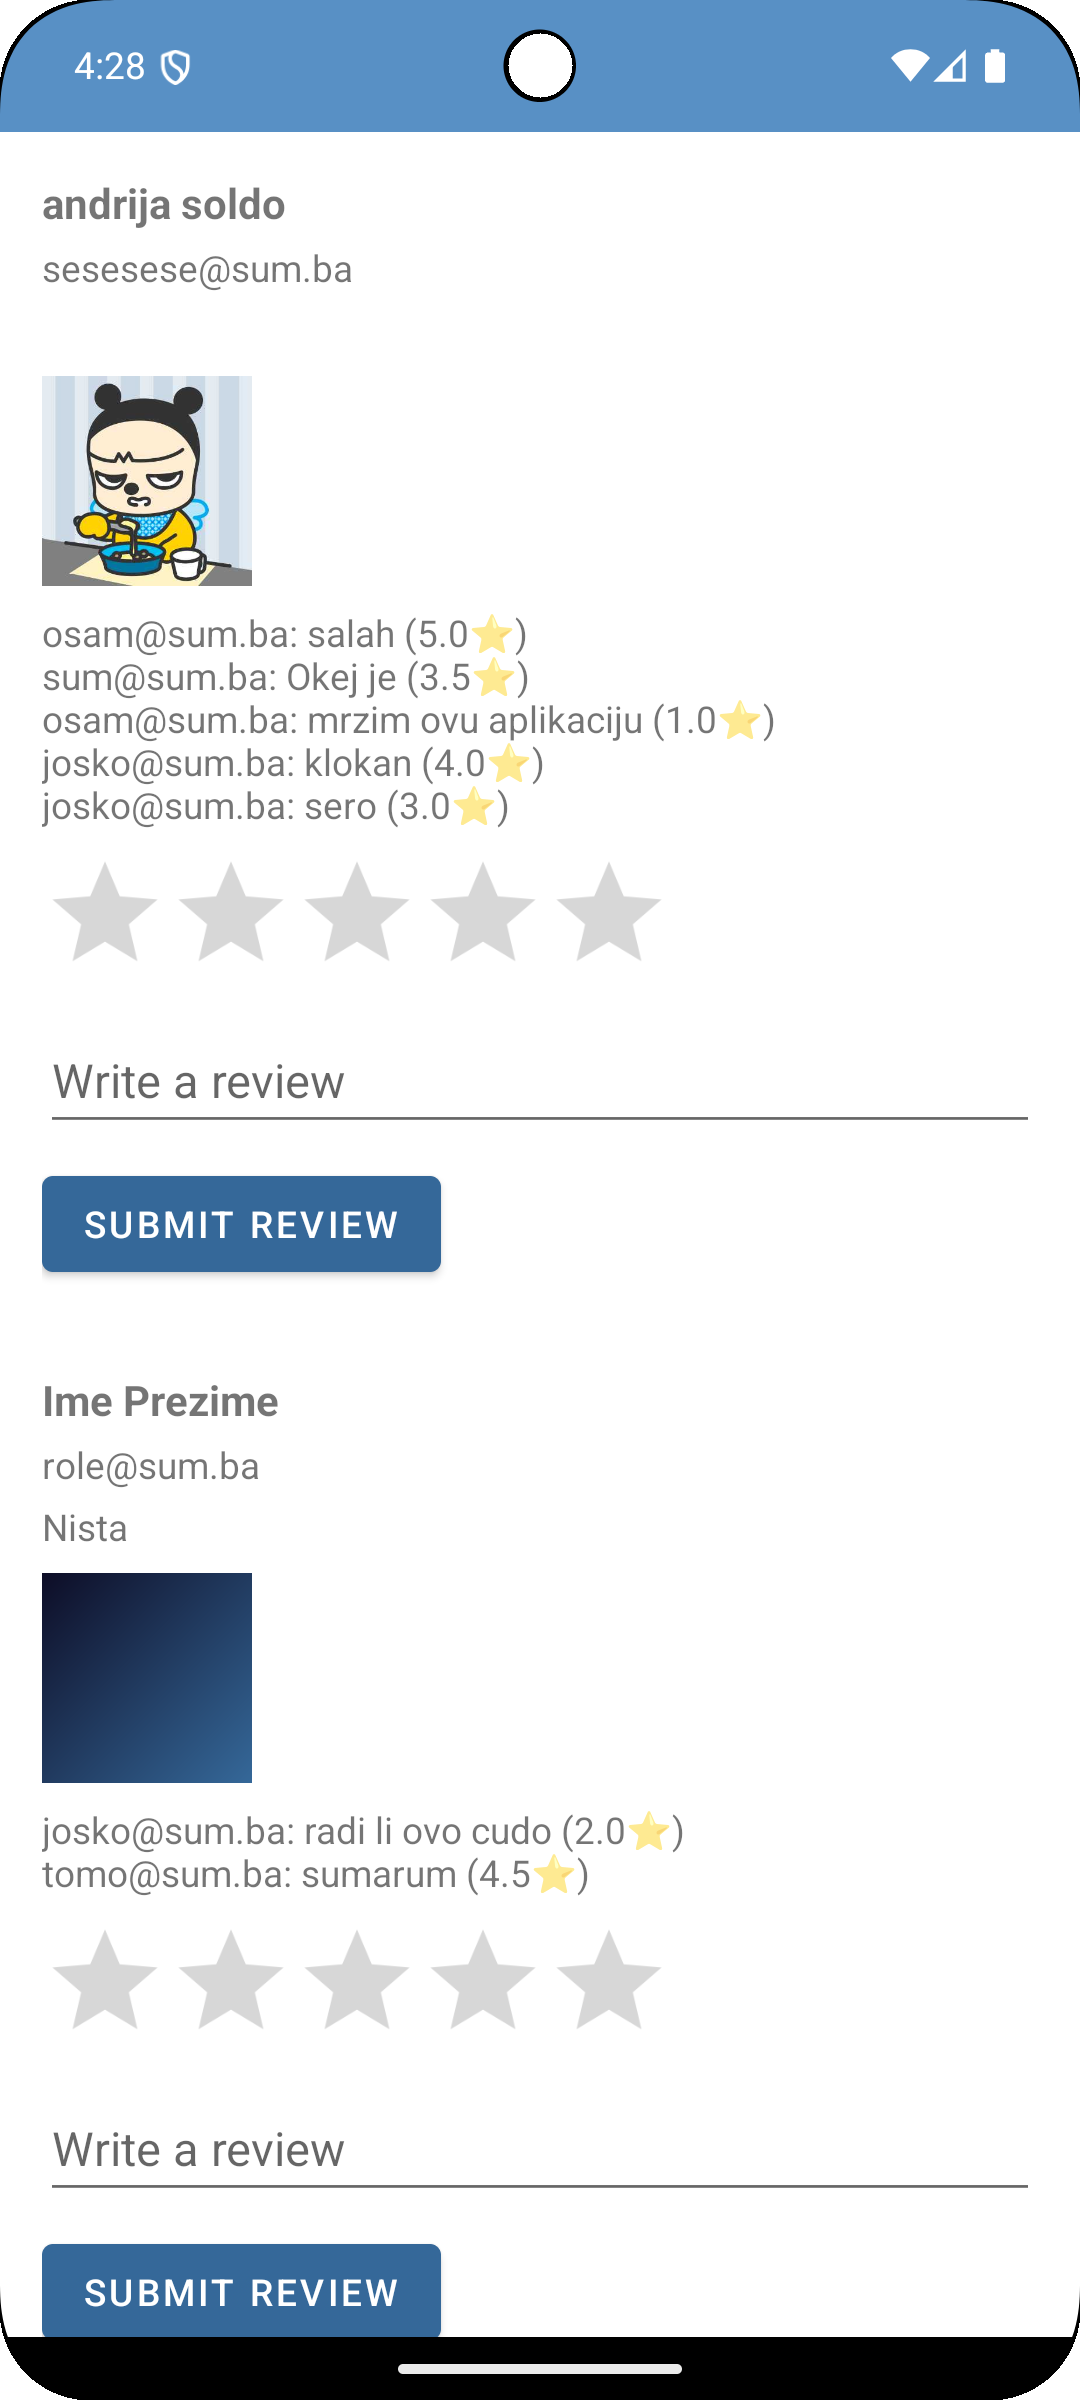 4:28
andrija soldo
sesesese@sum.ba
osam@sum.ba: salah (5.0⭐)
sum@sum.ba: Okej je (3.5⭐)
osam@sum.ba: mrzim ovu aplikaciju (1.0⭐)
josko@sum.ba: klokan (4.0⭐)
josko@sum.ba: sero (3.0⭐)
Write a review
SUBMIT REVIEW
Ime Prezime
role@sum.ba
Nista
josko@sum.ba: radi li ovo cudo (2.0⭐)
tomo@sum.ba: sumarum (4.5⭐)
Write a review
SUBMIT REVIEW